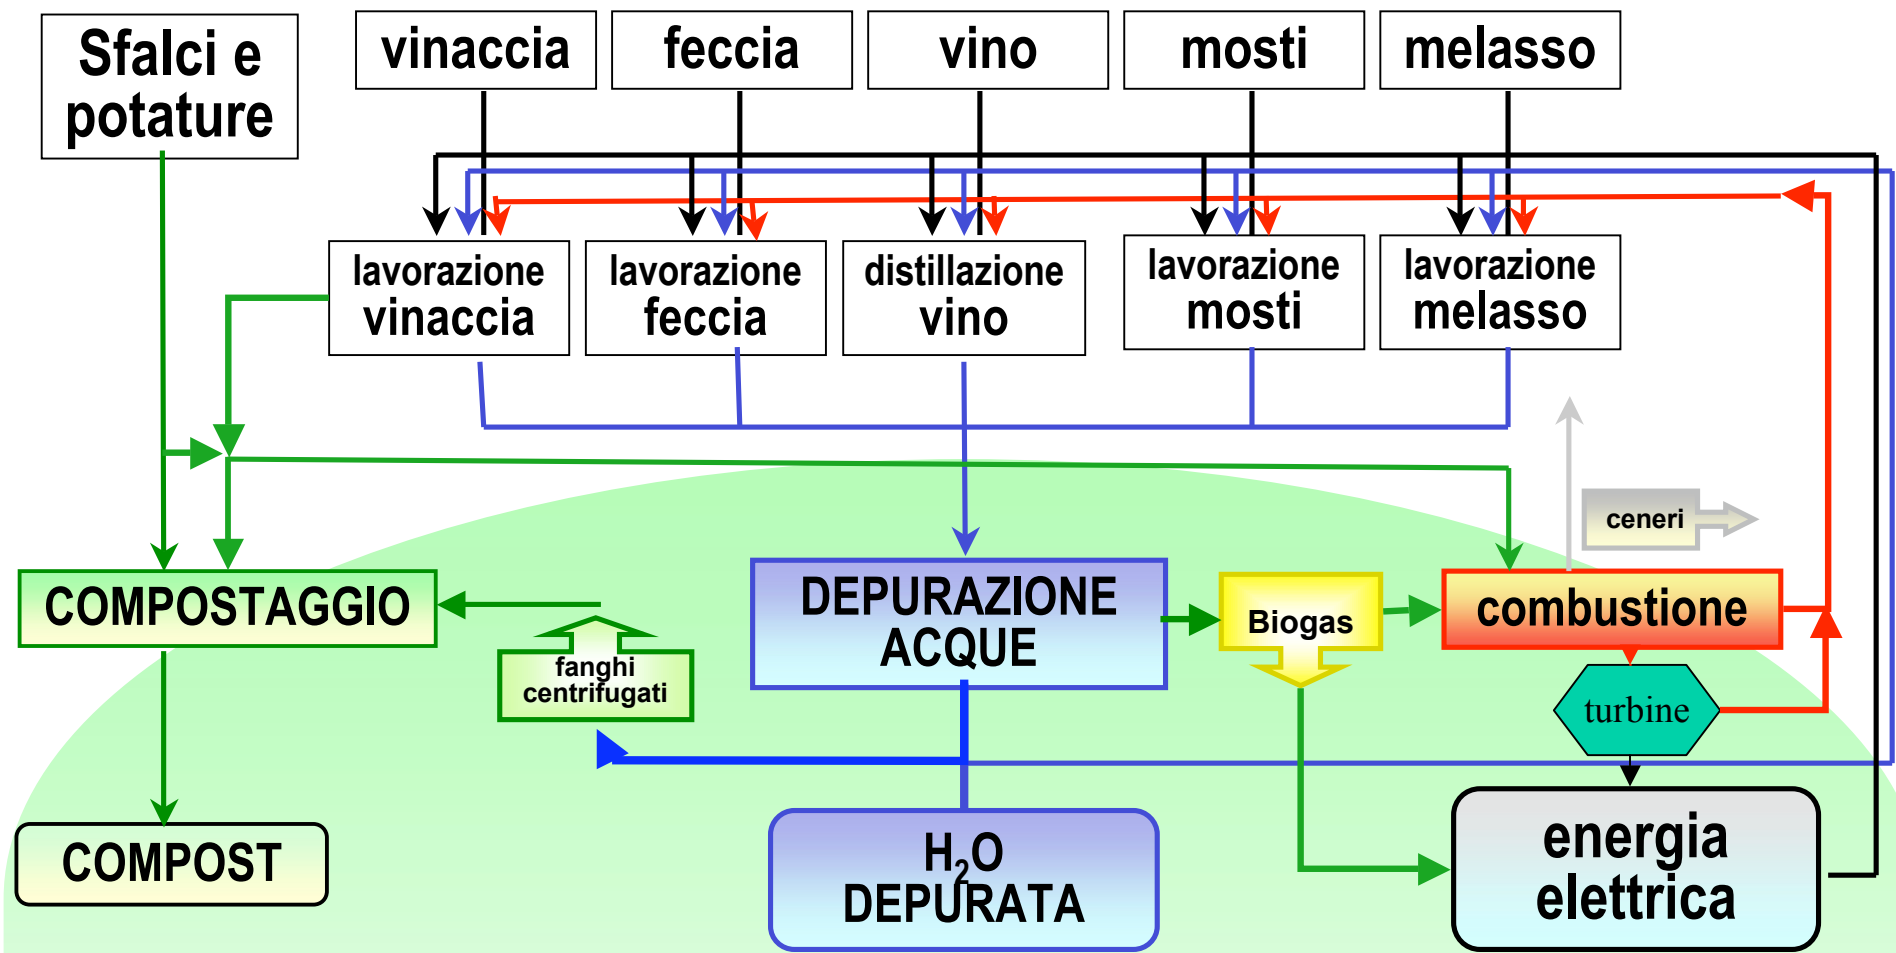 Sfalci e
potature
vinaccia
feccia
vino
mosti
melasso
lavorazione
vinaccia
lavorazione
feccia
distillazione
vino
lavorazione
mosti
lavorazione
melasso
ceneri
COMPOSTAGGIO
DEPURAZIONE
ACQUE
Biogas
combustione
fanghi
centrifugati
turbine
COMPOST
H₂O
DEPURATA
energia
elettrica